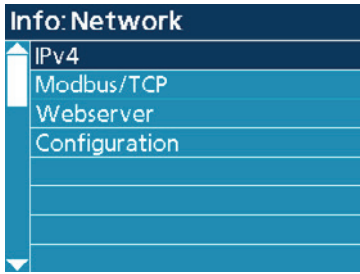 Info: Network
IPv4
Modbus/TCP
Webserver
Configuration